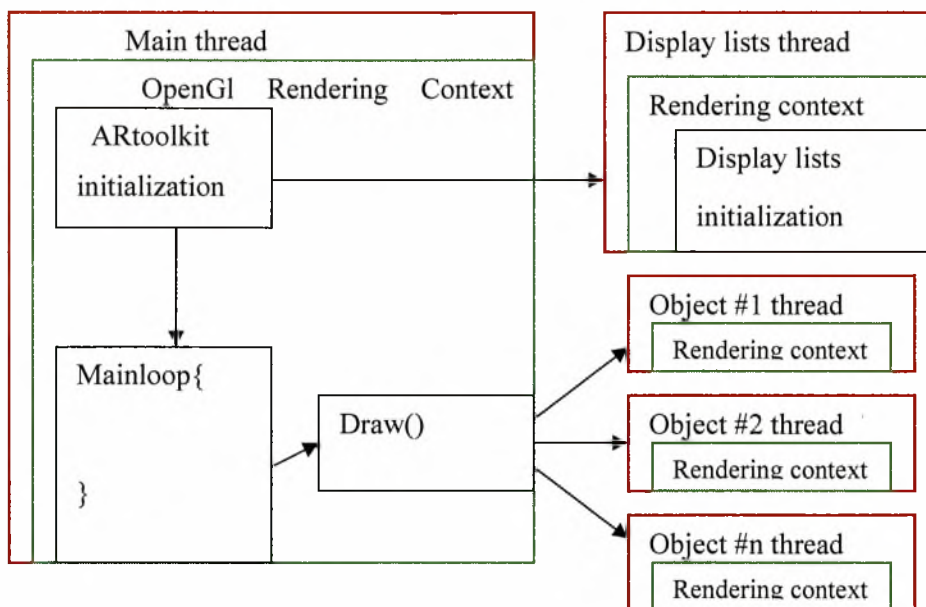 Main thread
OpenGl Rendering Context
ARtoolkit
initialization
Mainloop{
}
Draw()
Display lists thread
Rendering context
Display lists
initialization
Object #1 thread
Rendering context
Object #2 thread
Rendering context
Object #n thread
Rendering context